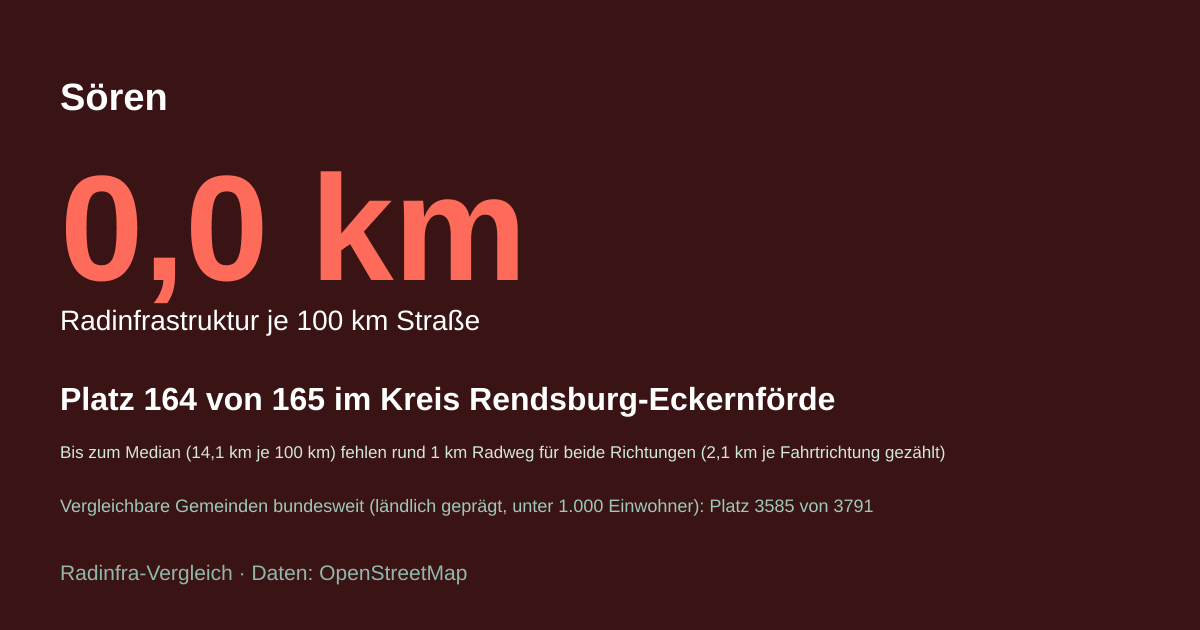 Sören
0,0 km
Radinfrastruktur je 100 km Straße
Platz 164 von 165 im Kreis Rendsburg-Eckernförde
Bis zum Median (14,1 km je 100 km) fehlen rund 1 km Radweg für beide Richtungen (2,1 km je Fahrtrichtung gezählt)
Vergleichbare Gemeinden bundesweit (ländlich geprägt, unter 1.000 Einwohner): Platz 3585 von 3791
Radinfra-Vergleich · Daten: OpenStreetMap